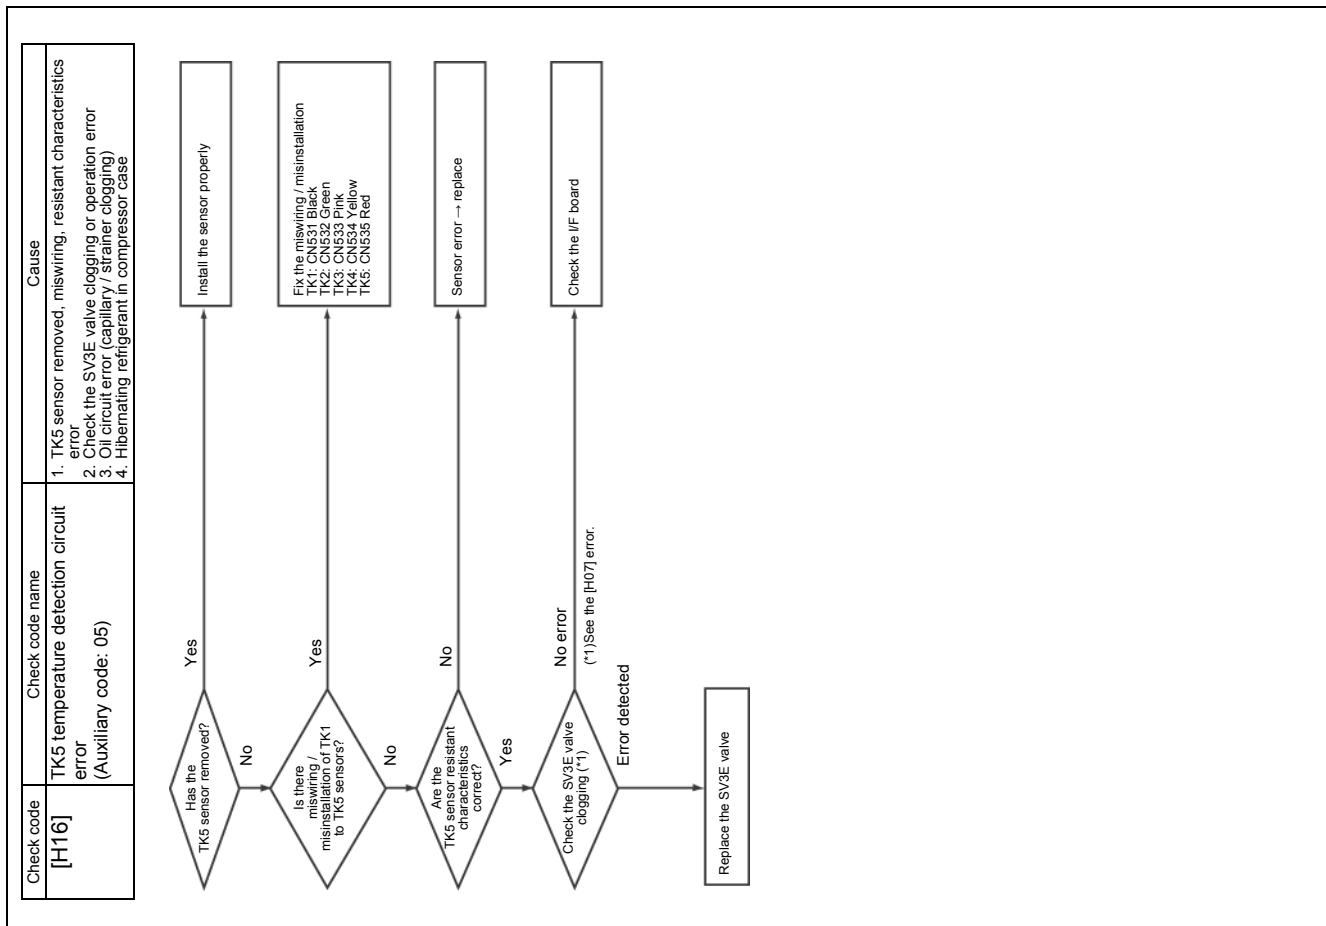 Check code
Check code name
Cause
[H16]
TK5 temperature detection circuit
error
(Auxiliary code: 05)
1. TK5 sensor removed, miswiring, resistant characteristics
error
2. Check the SV3E valve clogging or operation error
3. Oil circuit error (capillary / strainer clogging)
4. Hibernating refrigerant in compressor case
Has the
TK5 sensor removed?
Yes
Install the sensor properly
No
Is there
miswiring /
misinstallation of TK1
to TK5 sensors?
Yes
Fix the miswiring / misinstallation
TK1: CN531 Black
TK2: CN532 Green
TK3: CN533 Pink
TK4: CN534 Yellow
TK5: CN535 Red
No
Are the
TK5 sensor resistant
characteristics
correct?
No
Sensor error → replace
Yes
Check the SV3E valve
clogging (*1)
No error
(*1)See the [H07] error.
Check the I/F board
Error detected
Replace the SV3E valve